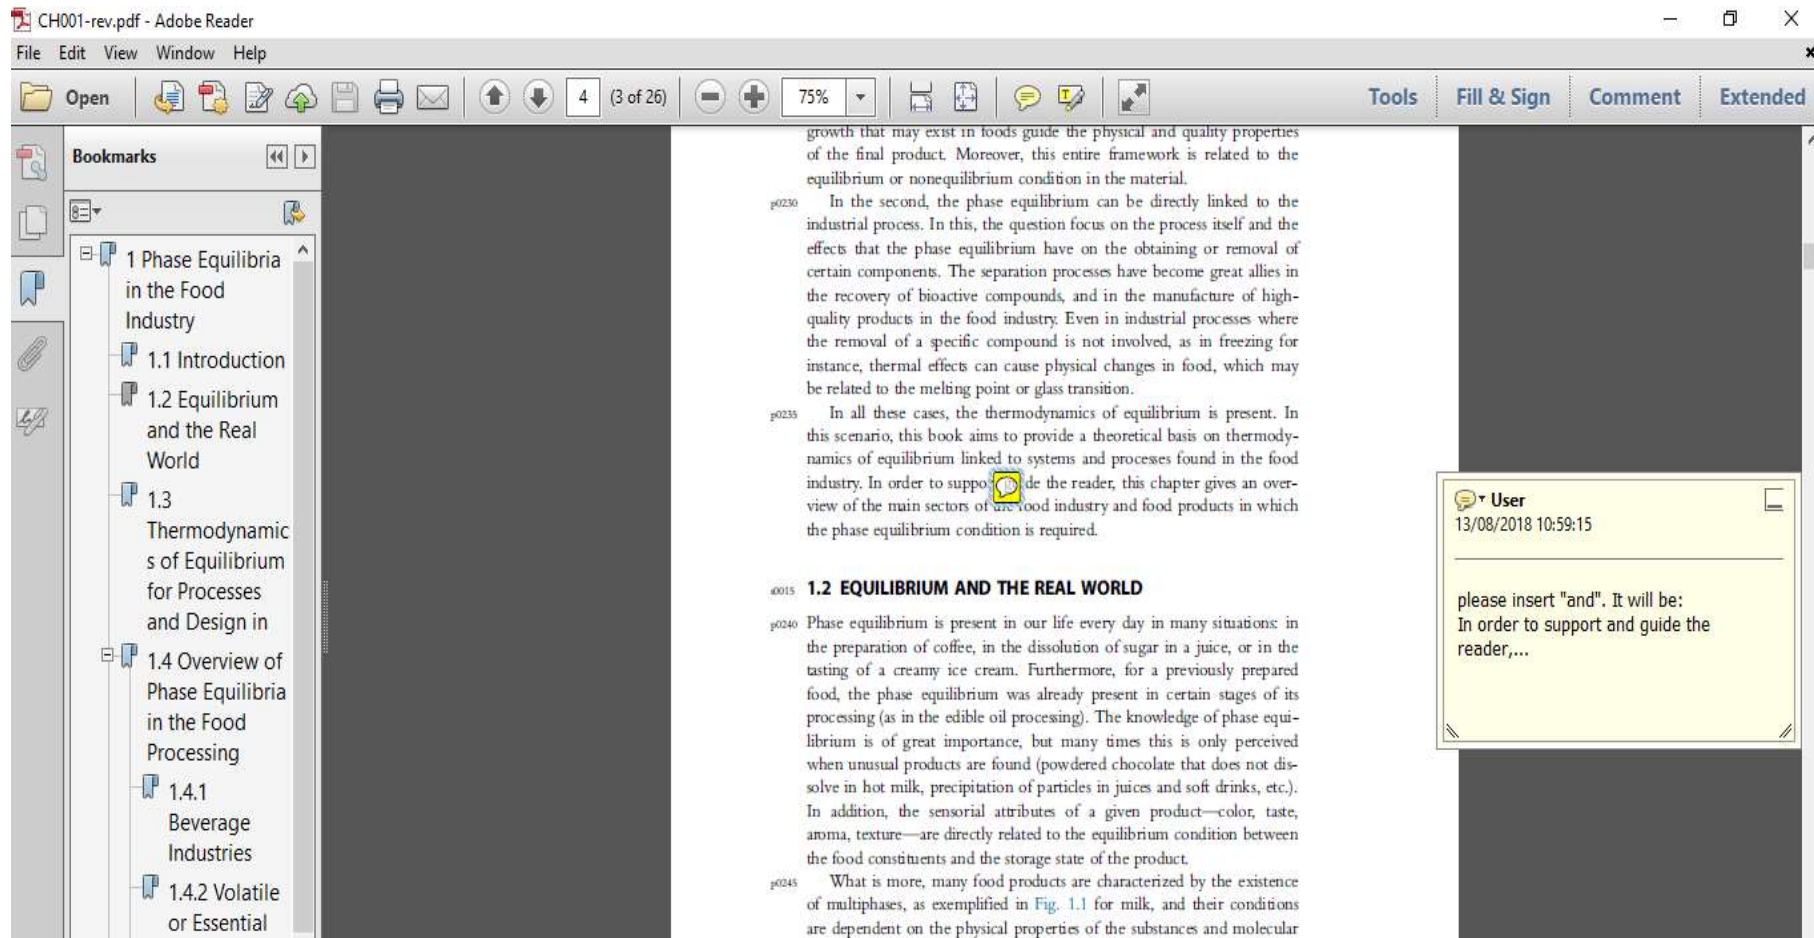 CH001-rev.pdf - Adobe Reader
File Edit View Window Help
Open 4 (3 of 26) 75% Tools Fill & Sign Comment Extended
Bookmarks
1 Phase Equilibria
in the Food
Industry
1.1 Introduction
1.2 Equilibrium
and the Real
World
1.3
Thermodynamic
s of Equilibrium
for Processes
and Design in
1.4 Overview of
Phase Equilibria
in the Food
Processing
1.4.1
Beverage
Industries
1.4.2 Volatile
or Essential
growth that may exist in foods guide the physical and quality properties
of the final product. Moreover, this entire framework is related to the
equilibrium or nonequilibrium condition in the material.
p0230 In the second, the phase equilibrium can be directly linked to the
industrial process. In this, the question focus on the process itself and the
effects that the phase equilibrium have on the obtaining or removal of
certain components. The separation processes have become great allies in
the recovery of bioactive compounds, and in the manufacture of high-
quality products in the food industry. Even in industrial processes where
the removal of a specific compound is not involved, as in freezing for
instance, thermal effects can cause physical changes in food, which may
be related to the melting point or glass transition.
p0235 In all these cases, the thermodynamics of equilibrium is present. In
this scenario, this book aims to provide a theoretical basis on thermody-
namics of equilibrium linked to systems and processes found in the food
industry. In order to suppo de the reader, this chapter gives an over-
view of the main sectors of the food industry and food products in which
the phase equilibrium condition is required.
s0015 1.2 EQUILIBRIUM AND THE REAL WORLD
p0240 Phase equilibrium is present in our life every day in many situations: in
the preparation of coffee, in the dissolution of sugar in a juice, or in the
tasting of a creamy ice cream. Furthermore, for a previously prepared
food, the phase equilibrium was already present in certain stages of its
processing (as in the edible oil processing). The knowledge of phase equi-
librium is of great importance, but many times this is only perceived
when unusual products are found (powdered chocolate that does not dis-
solve in hot milk, precipitation of particles in juices and soft drinks, etc.).
In addition, the sensorial attributes of a given product—color, taste,
aroma, texture—are directly related to the equilibrium condition between
the food constituents and the storage state of the product.
p0245 What is more, many food products are characterized by the existence
of multiphases, as exemplified in Fig. 1.1 for milk, and their conditions
are dependent on the physical properties of the substances and molecular
User
13/08/2018 10:59:15
please insert "and". It will be:
In order to support and guide the
reader,...